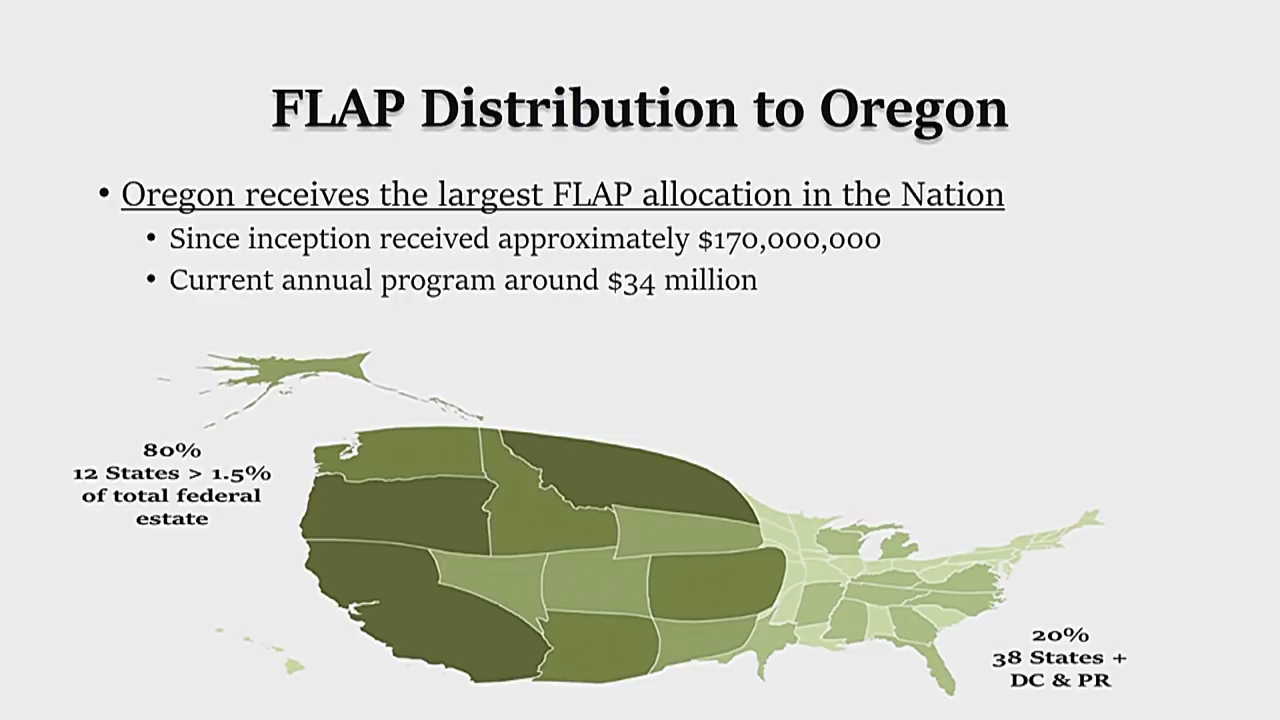 FLAP Distribution to Oregon
• Oregon receives the largest FLAP allocation in the Nation
• Since inception received approximately $170,000,000
• Current annual program around $34 million
80%
12 States > 1.5%
of total federal
estate
20%
38 States +
DC & PR